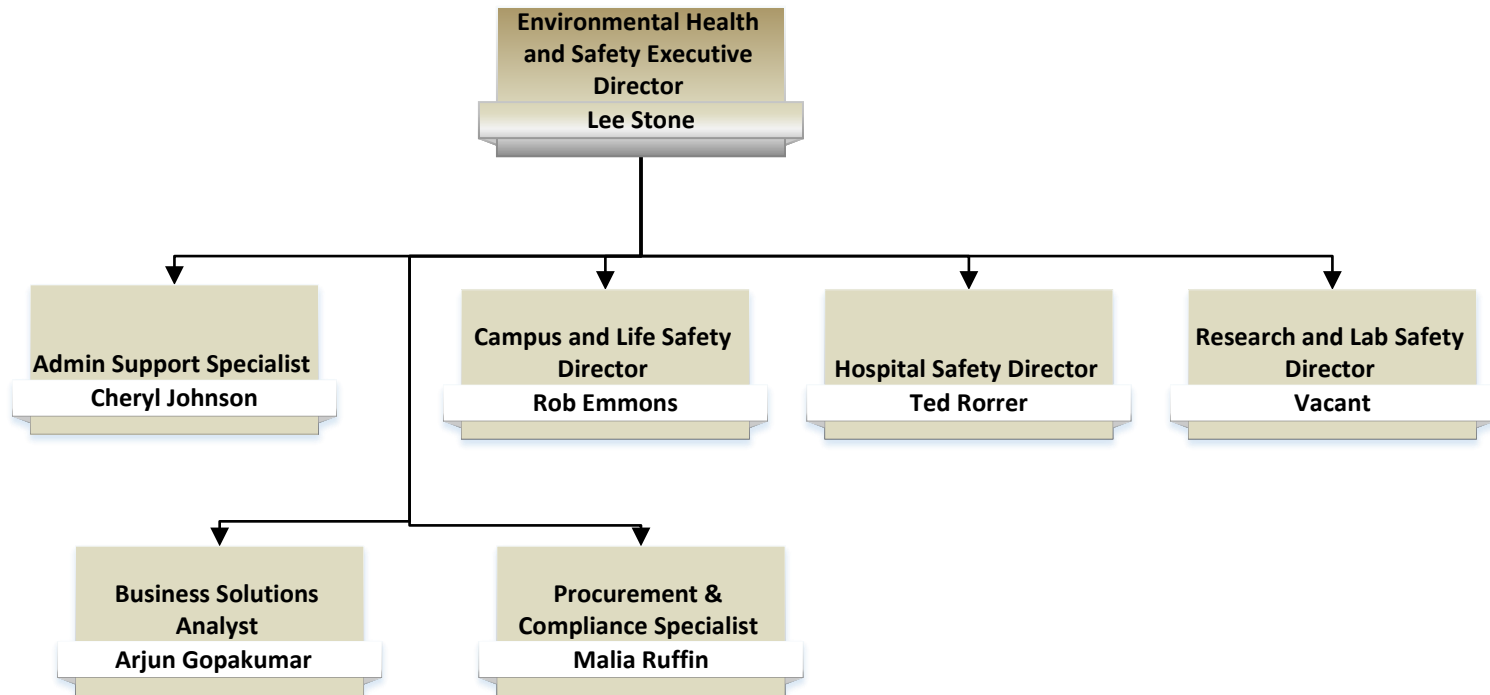 Environmental Health
and Safety Executive
Director
Lee Stone
Admin Support Specialist
Cheryl Johnson
Campus and Life Safety
Director
Rob Emmons
Hospital Safety Director
Ted Rorrer
Research and Lab Safety
Director
Vacant
Business Solutions
Analyst
Arjun Gopakumar
Procurement &
Compliance Specialist
Malia Ruffin